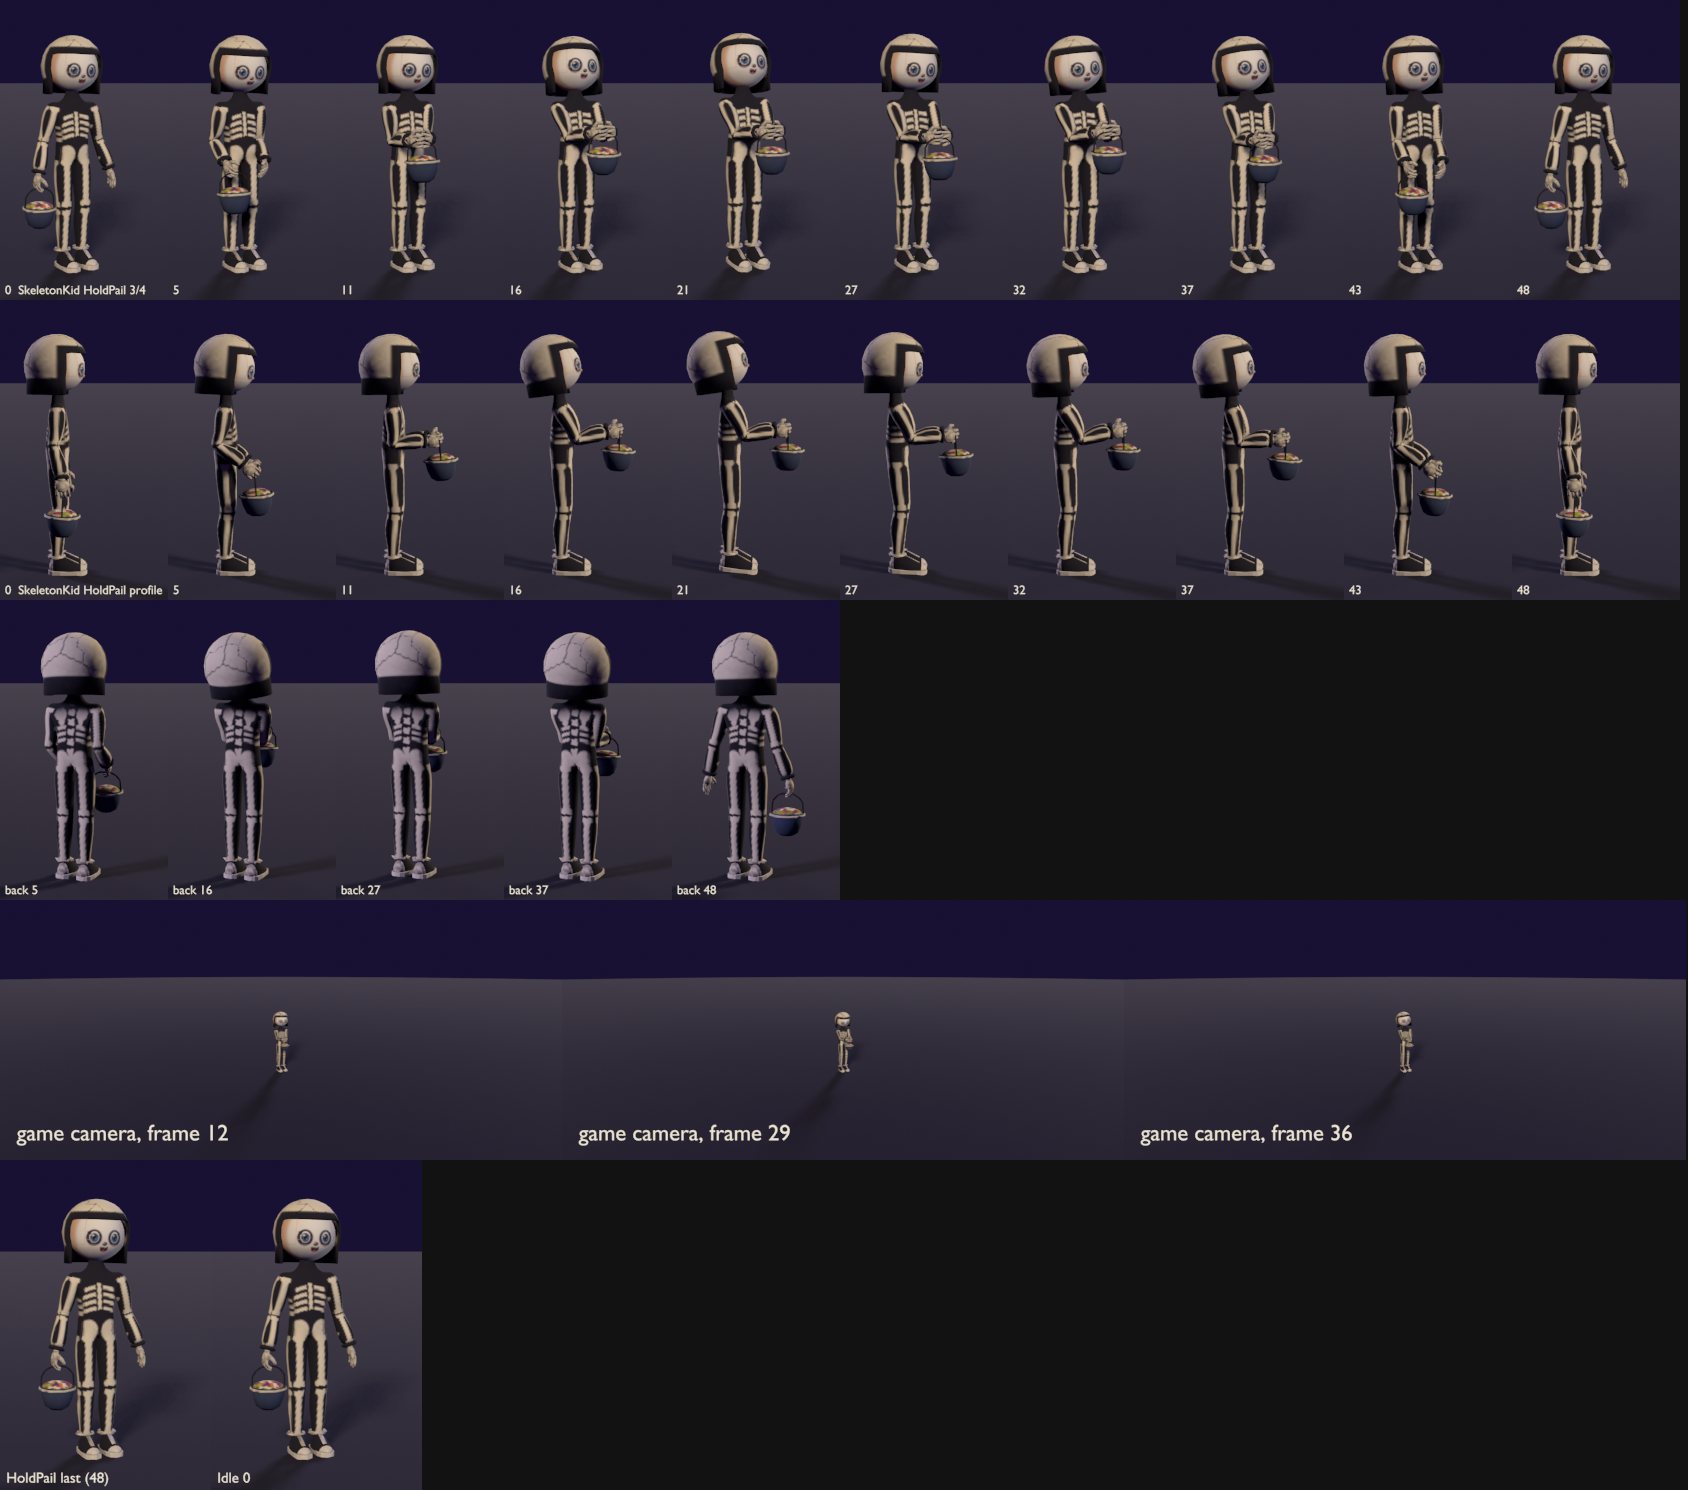 0 SkeletonKid HoldPail 3/4 5 11 16 21 27 32 37 43 48
0 SkeletonKid HoldPail profile 5 11 16 21 27 32 37 43 48
back 5 back 16 back 27 back 37 back 48
game camera, frame 12 game camera, frame 29 game camera, frame 36
HoldPail last (48) Idle 0